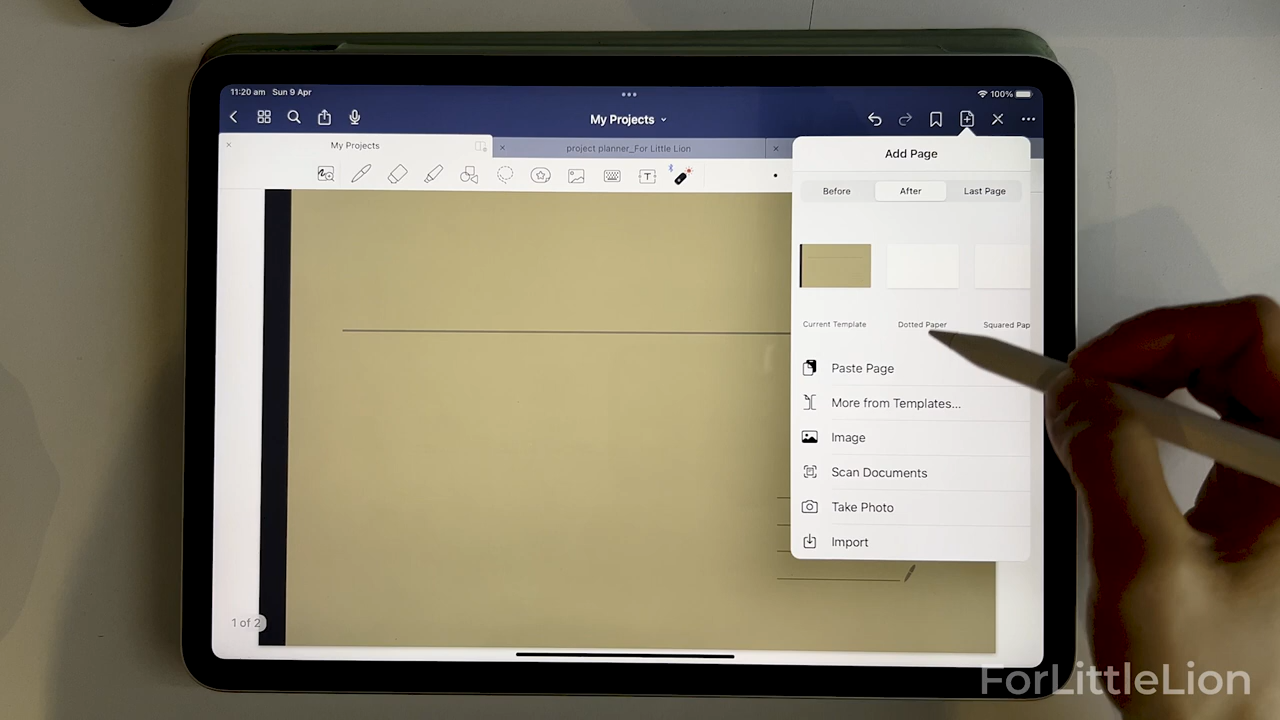 11:20 am Sun 9 Apr
100%
My Projects
My Projects
project planner_For Little Lion
T
Add Page
Before
After
Last Page
Current Template
Dotted Paper
Squared Pap
Paste Page
More from Templates...
Image
Scan Documents
Take Photo
Import
1 of 2
ForLittleLion